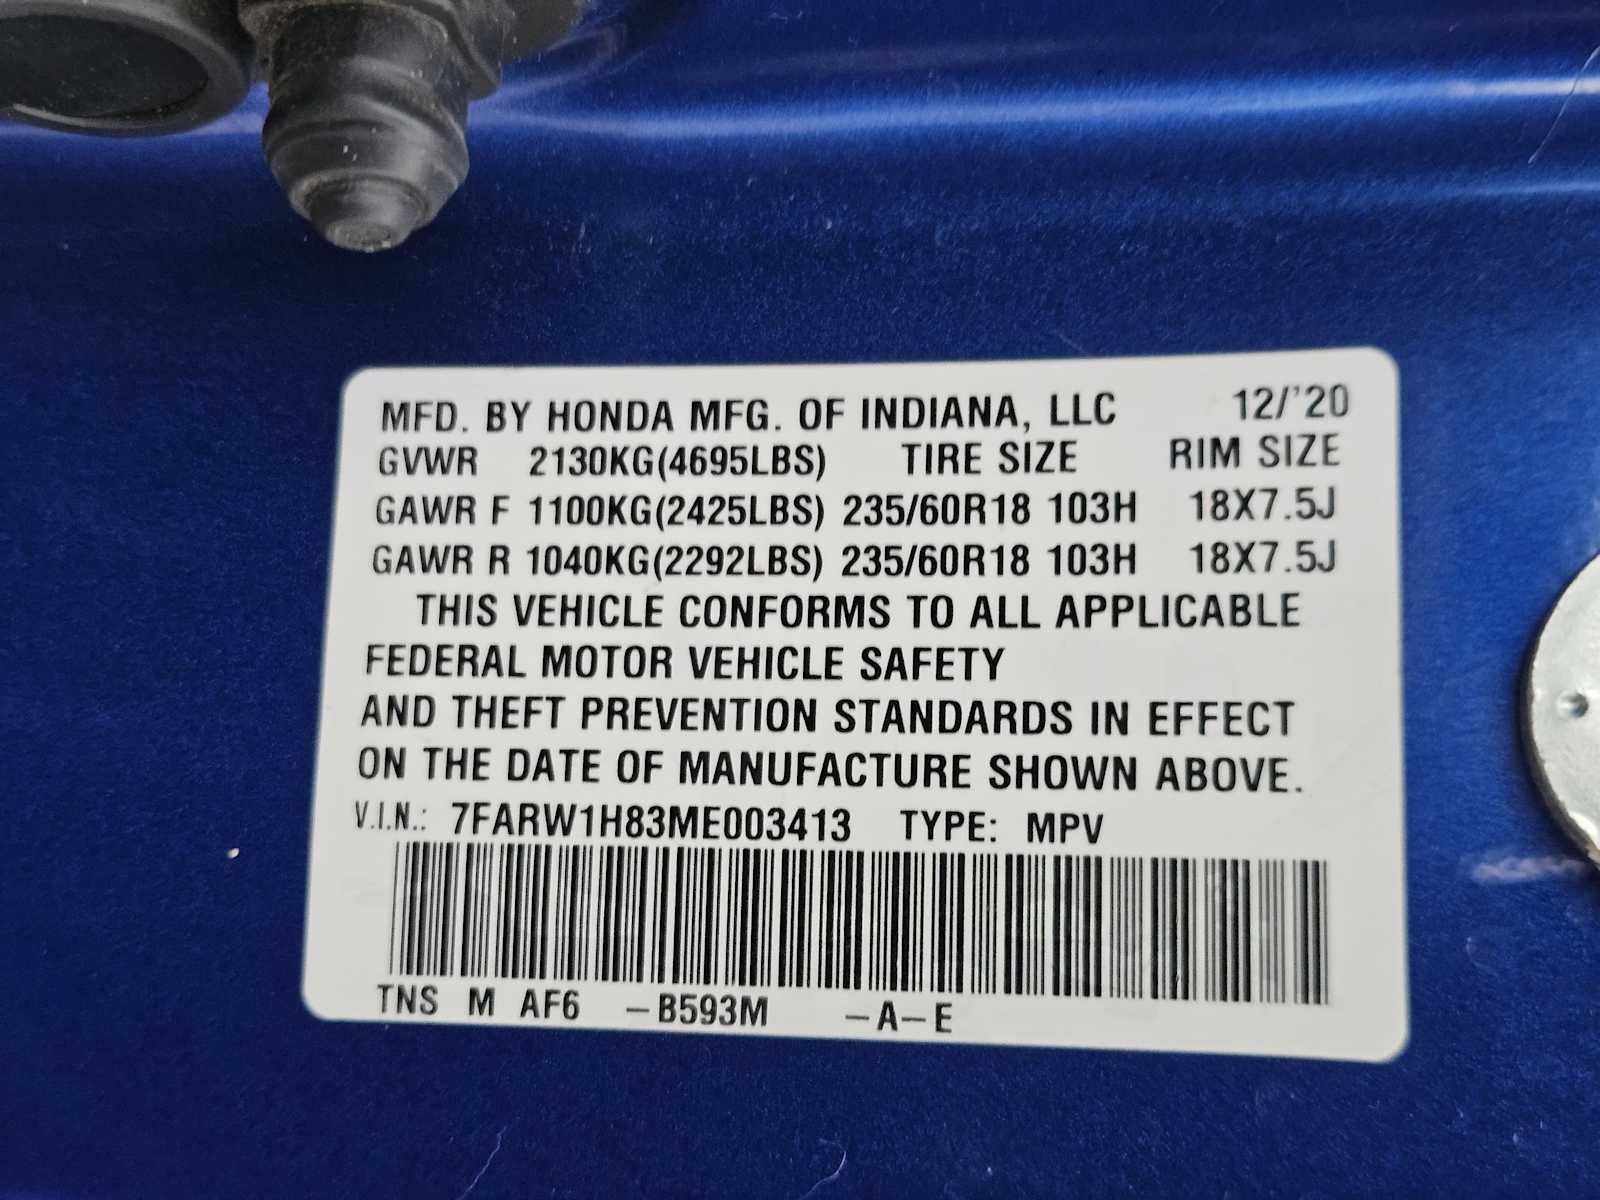 MFD. BY HONDA MFG. OF INDIANA, LLC 12/'20
GVWR 2130KG(4695LBS) TIRE SIZE RIM SIZE
GAWR F 1100KG(2425LBS) 235/60R18 103H 18X7.5J
GAWR R 1040KG(2292LBS) 235/60R18 103H 18X7.5J
THIS VEHICLE CONFORMS TO ALL APPLICABLE
FEDERAL MOTOR VEHICLE SAFETY
AND THEFT PREVENTION STANDARDS IN EFFECT
ON THE DATE OF MANUFACTURE SHOWN ABOVE.
V.I.N.: 7FARW1H83ME003413 TYPE: MPV
TNS M AF6 –B593M –A–E